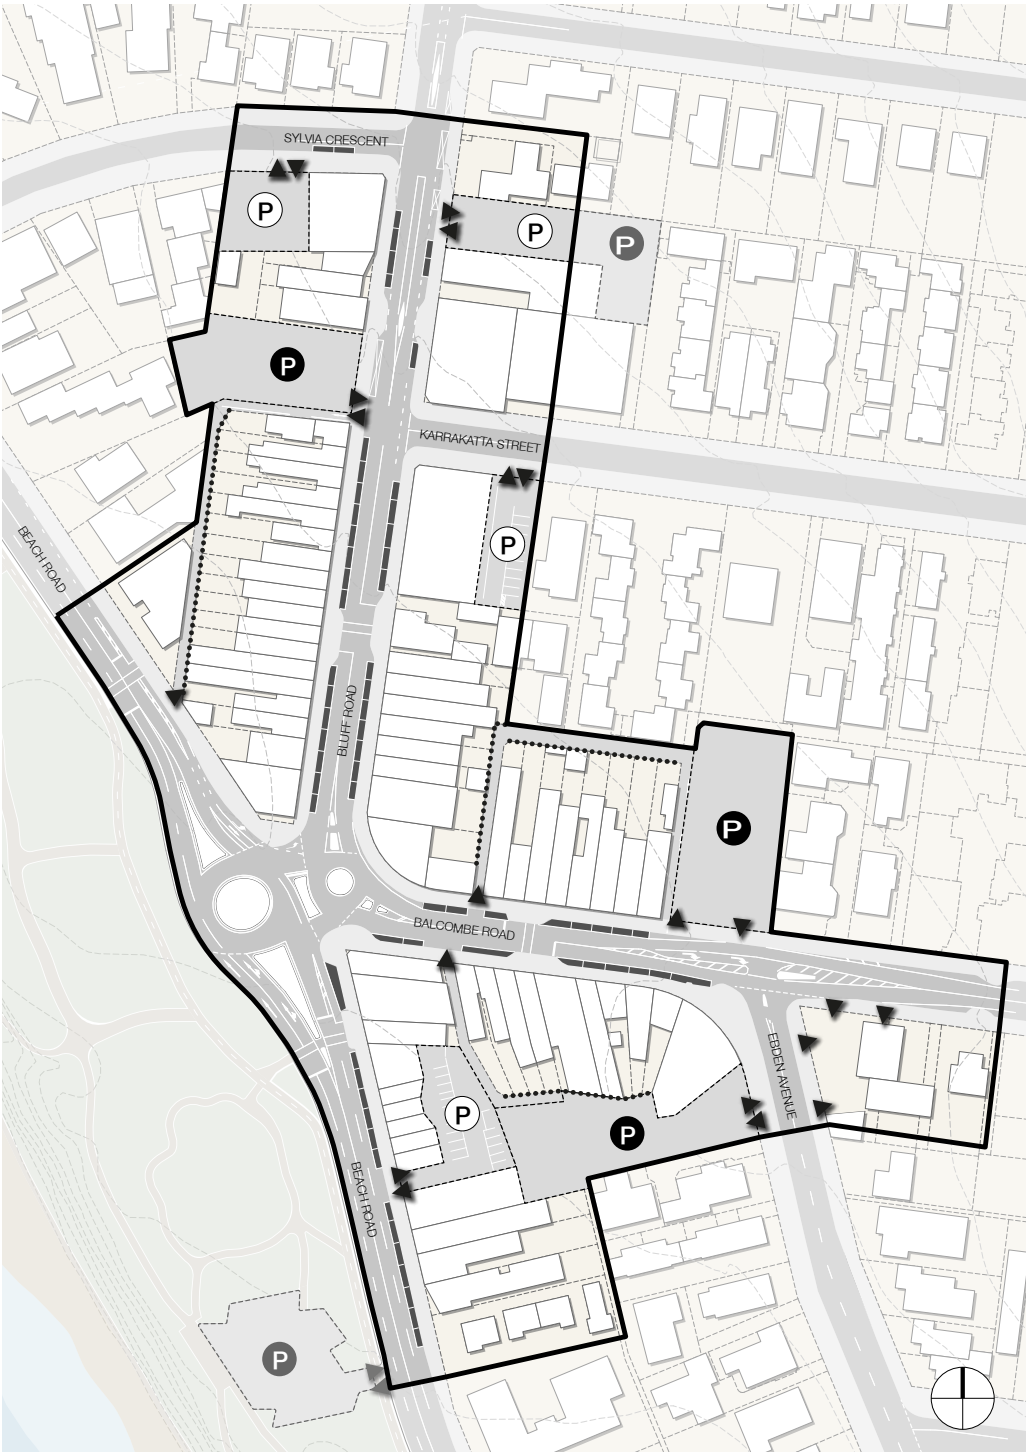 SYLVIA CRESCENT
P
P
P
P
KARRAKATTA STREET
P
BEACH ROAD
BLUFF ROAD
P
BALCOMBE ROAD
EBDEN AVENUE
P
P
BEACH ROAD
P